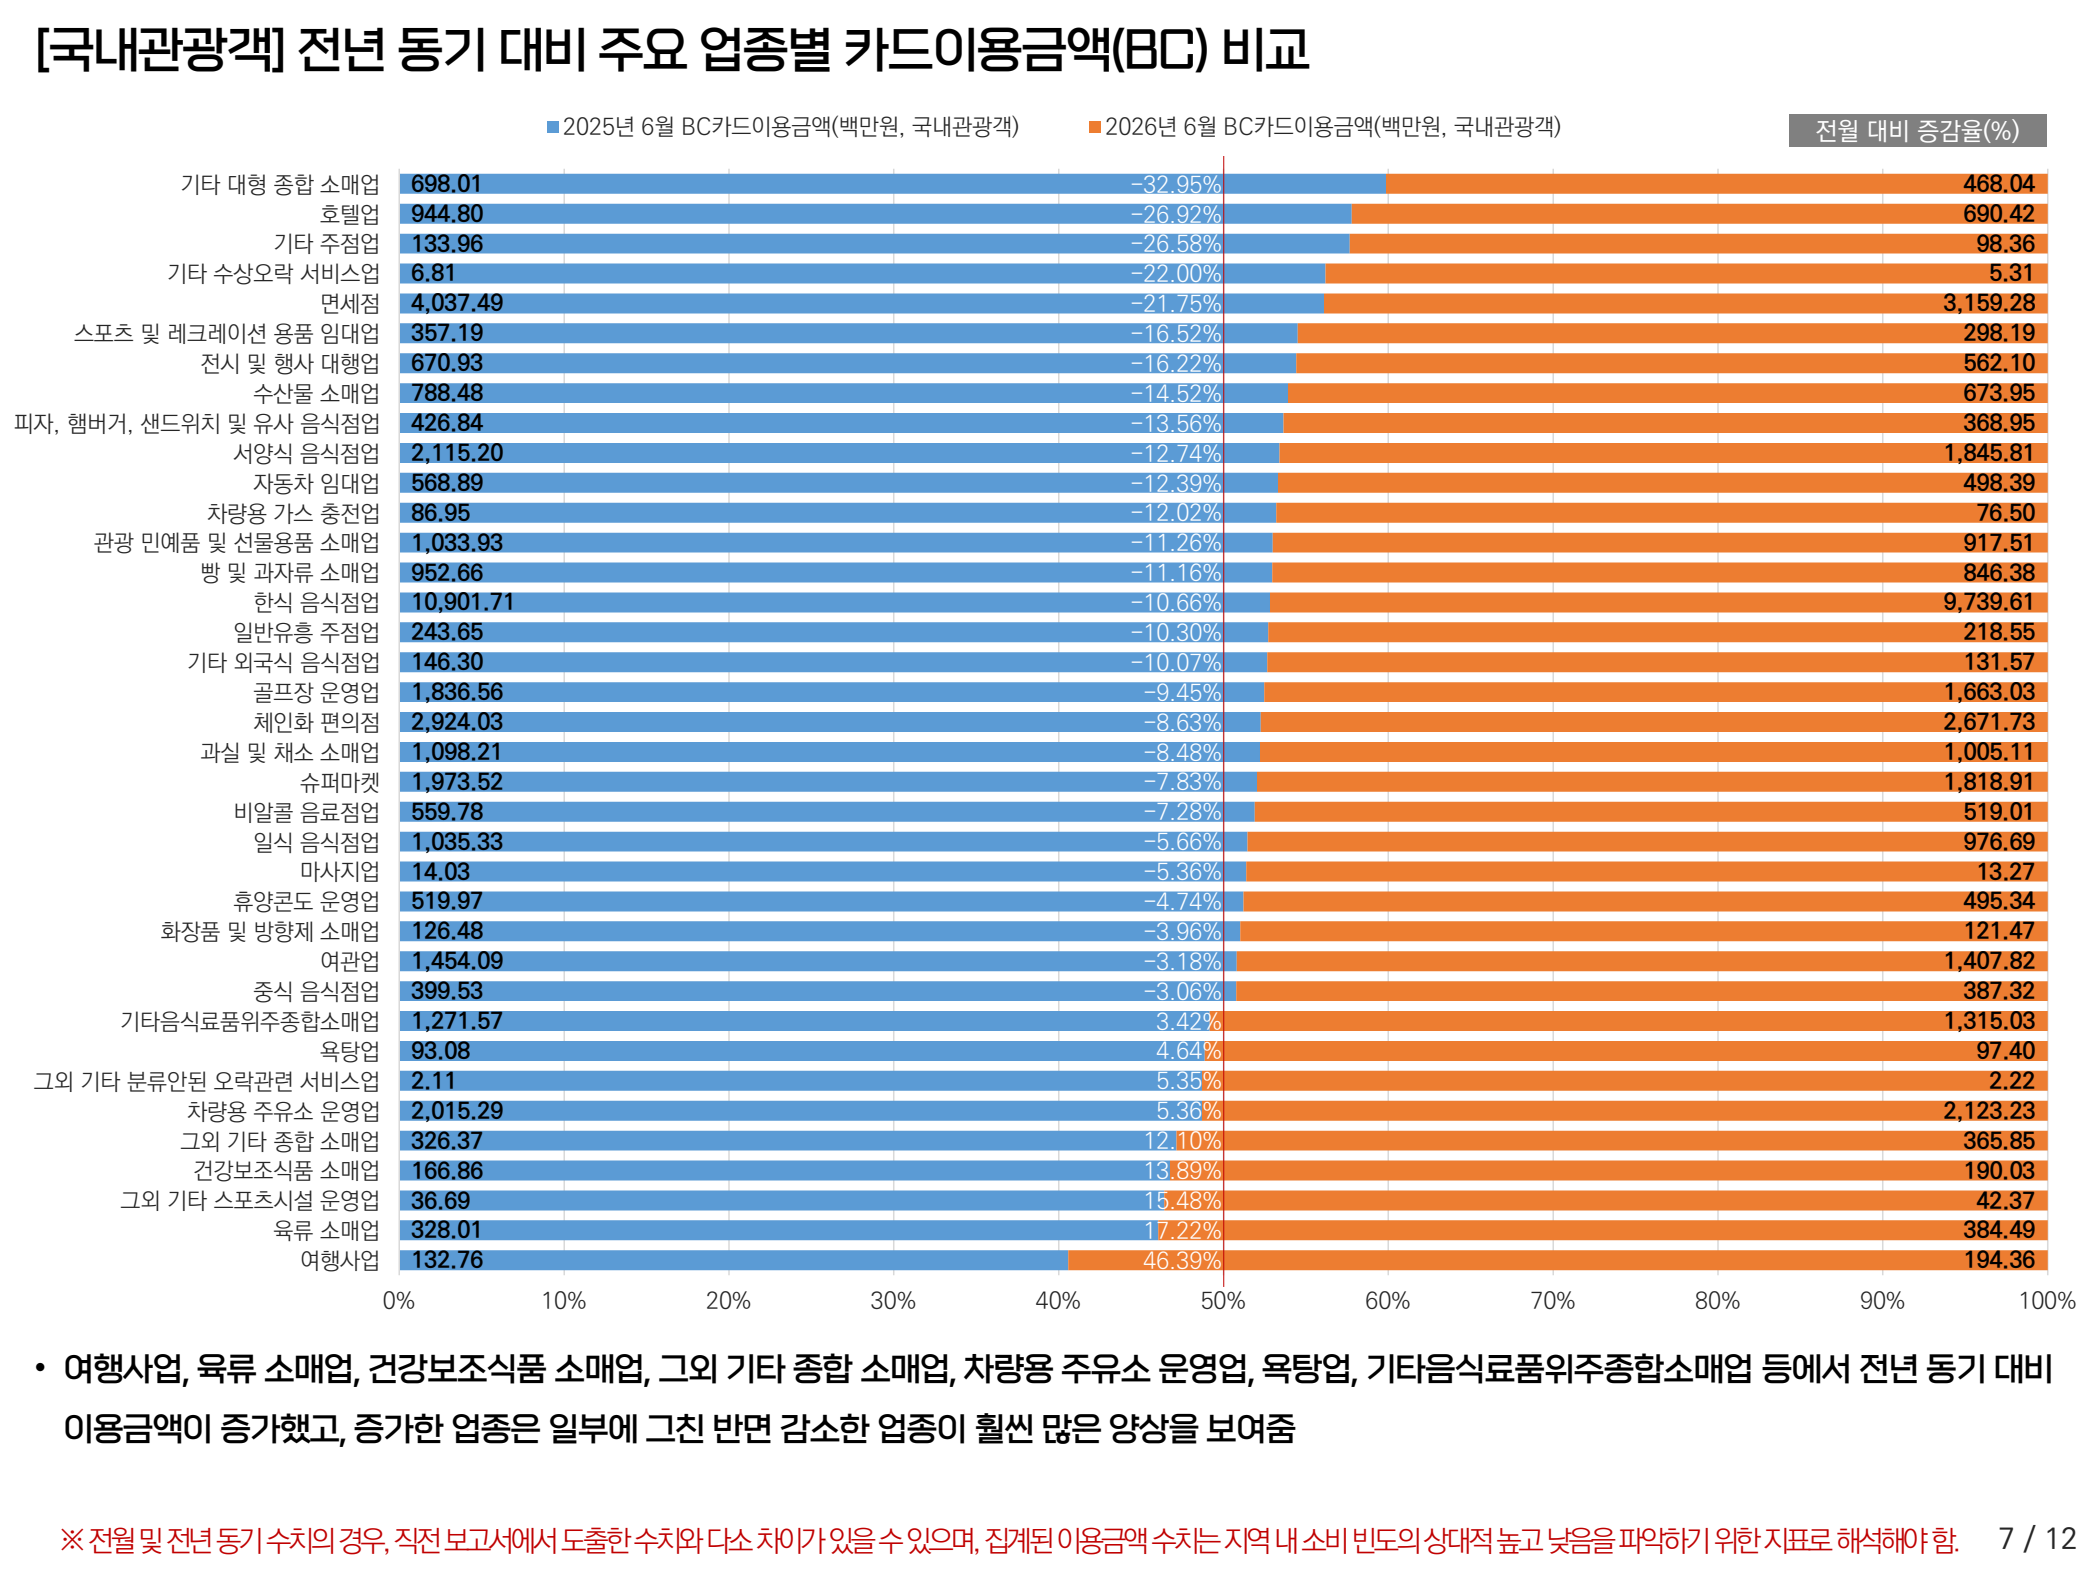 [국내관광객] 전년 동기 대비 주요 업종별 카드이용금액(BC) 비교
2025년 6월 BC카드이용금액(백만원, 국내관광객) 2026년 6월 BC카드이용금액(백만원, 국내관광객) 전월 대비 증감율(%)
기타 대형 종합 소매업 698.01 -32.95% 468.04
호텔업 944.80 -26.92% 690.42
기타 주점업 133.96 -26.58% 98.36
기타 수상오락 서비스업 6.81 -22.00% 5.31
면세점 4,037.49 -21.75% 3,159.28
스포츠 및 레크레이션 용품 임대업 357.19 -16.52% 298.19
전시 및 행사 대행업 670.93 -16.22% 562.10
수산물 소매업 788.48 -14.52% 673.95
피자, 햄버거, 샌드위치 및 유사 음식점업 426.84 -13.56% 368.95
서양식 음식점업 2,115.20 -12.74% 1,845.81
자동차 임대업 568.89 -12.39% 498.39
차량용 가스 충전업 86.95 -12.02% 76.50
관광 민예품 및 선물용품 소매업 1,033.93 -11.26% 917.51
빵 및 과자류 소매업 952.66 -11.16% 846.38
한식 음식점업 10,901.71 -10.66% 9,739.61
일반유흥 주점업 243.65 -10.30% 218.55
기타 외국식 음식점업 146.30 -10.07% 131.57
골프장 운영업 1,836.56 -9.45% 1,663.03
체인화 편의점 2,924.03 -8.63% 2,671.73
과실 및 채소 소매업 1,098.21 -8.48% 1,005.11
슈퍼마켓 1,973.52 -7.83% 1,818.91
비알콜 음료점업 559.78 -7.28% 519.01
일식 음식점업 1,035.33 -5.66% 976.69
마사지업 14.03 -5.36% 13.27
휴양콘도 운영업 519.97 -4.74% 495.34
화장품 및 방향제 소매업 126.48 -3.96% 121.47
여관업 1,454.09 -3.18% 1,407.82
중식 음식점업 399.53 -3.06% 387.32
기타음식료품위주종합소매업 1,271.57 3.42% 1,315.03
욕탕업 93.08 4.64% 97.40
그외 기타 분류안된 오락관련 서비스업 2.11 5.35% 2.22
차량용 주유소 운영업 2,015.29 5.36% 2,123.23
그외 기타 종합 소매업 326.37 12.10% 365.85
건강보조식품 소매업 166.86 13.89% 190.03
그외 기타 스포츠시설 운영업 36.69 15.48% 42.37
육류 소매업 328.01 17.22% 384.49
여행사업 132.76 46.39% 194.36
0% 10% 20% 30% 40% 50% 60% 70% 80% 90% 100%
• 여행사업, 육류 소매업, 건강보조식품 소매업, 그외 기타 종합 소매업, 차량용 주유소 운영업, 욕탕업, 기타음식료품위주종합소매업 등에서 전년 동기 대비
이용금액이 증가했고, 증가한 업종은 일부에 그친 반면 감소한 업종이 훨씬 많은 양상을 보여줌
※ 전월 및 전년 동기 수치의 경우, 직전 보고서에서 도출한 수치와 다소 차이가 있을 수 있으며, 집계된 이용금액 수치는 지역 내 소비 빈도의 상대적 높고 낮음을 파악하기 위한 지표로 해석해야 함. 7 / 12